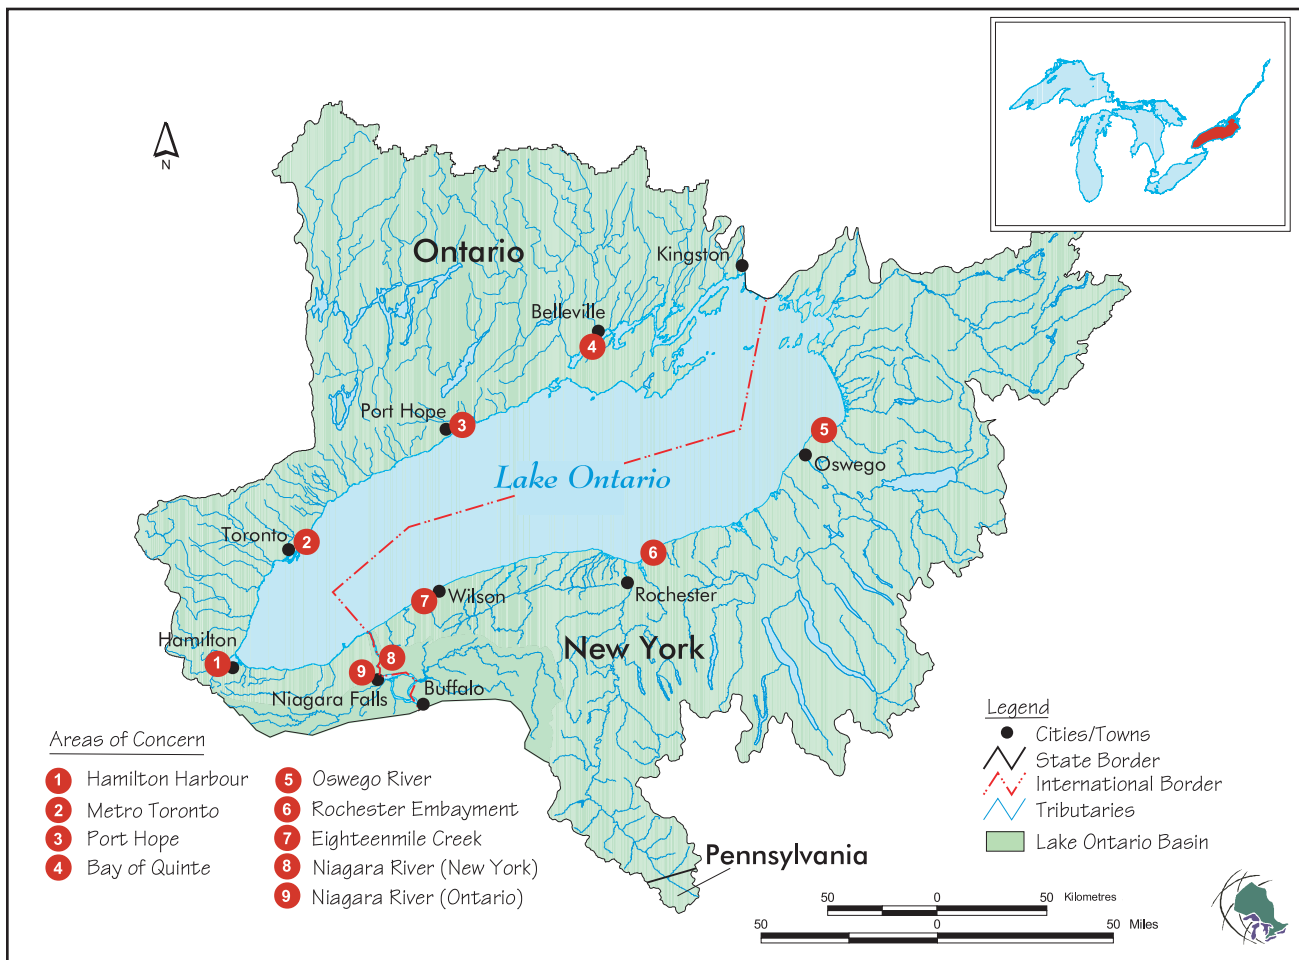 N
Ontario
Kingston
Belleville
4
Port Hope
3
5
Lake Ontario
Oswego
Toronto
2
6
Wilson
7
Rochester
Hamilton
1
New York
8
9
Niagara Falls
Buffalo
Pennsylvania
Areas of Concern
1 Hamilton Harbour
2 Metro Toronto
3 Port Hope
4 Bay of Quinte
5 Oswego River
6 Rochester Embayment
7 Eighteenmile Creek
8 Niagara River (New York)
9 Niagara River (Ontario)
Legend
Cities/Towns
State Border
International Border
Tributaries
Lake Ontario Basin
50 0 50 Kilometres
50 0 50 Miles